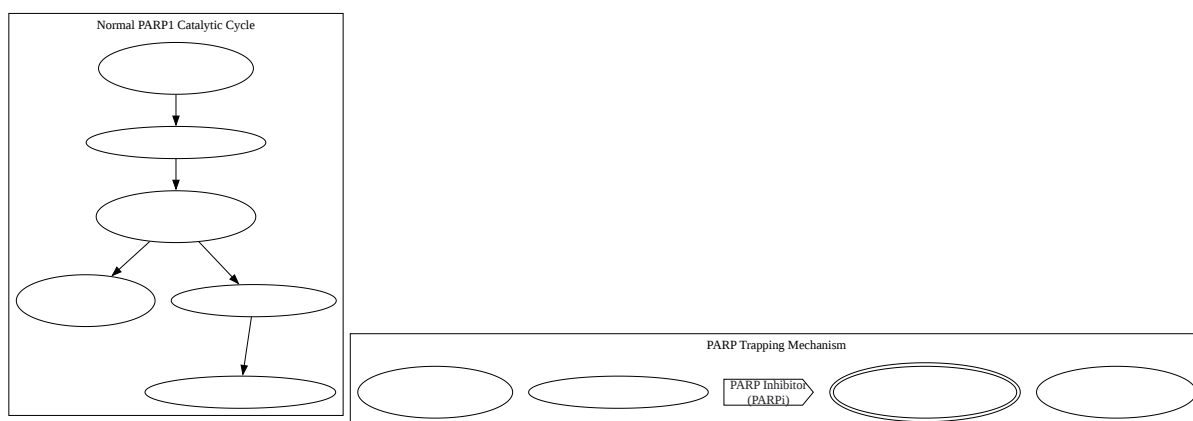 Normal PARP1 Catalytic Cycle
PARP Trapping Mechanism
PARP Inhibitor
(PARPi)